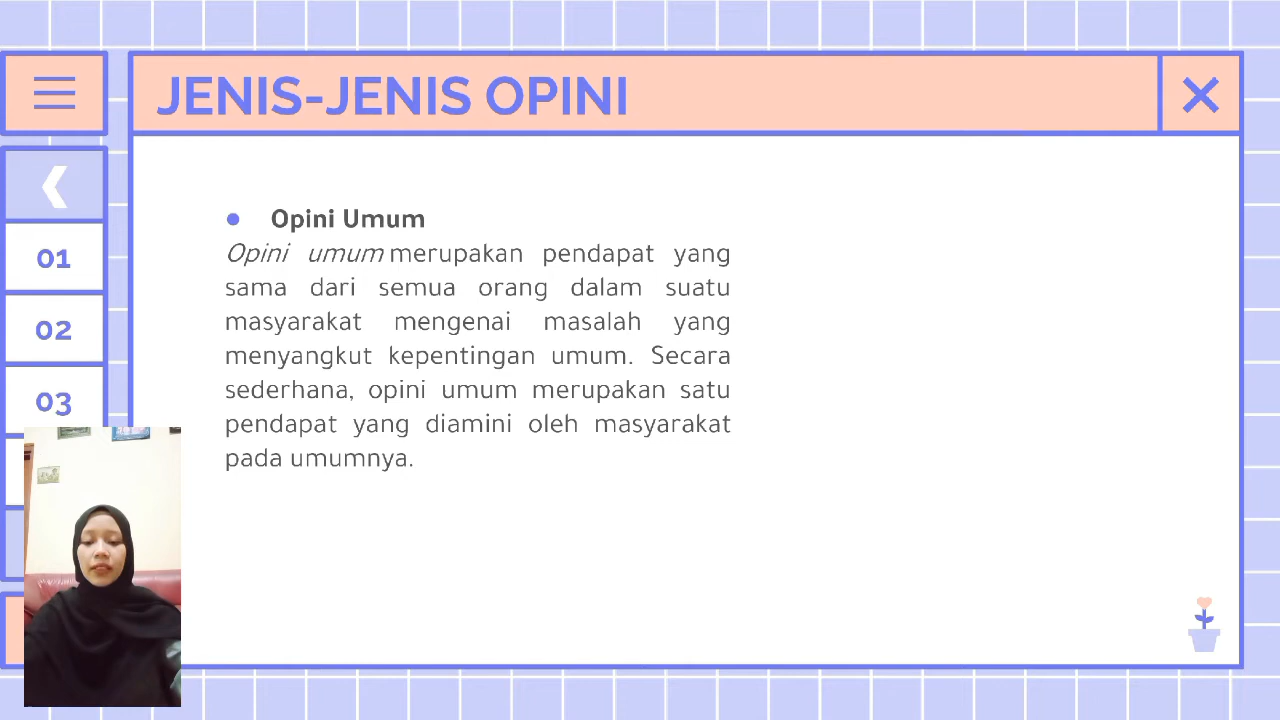 JENIS-JENIS OPINI
01
02
03
Opini Umum
Opini umum merupakan pendapat yang
sama dari semua orang dalam suatu
masyarakat mengenai masalah yang
menyangkut kepentingan umum. Secara
sederhana, opini umum merupakan satu
pendapat yang diamini oleh masyarakat
pada umumnya.